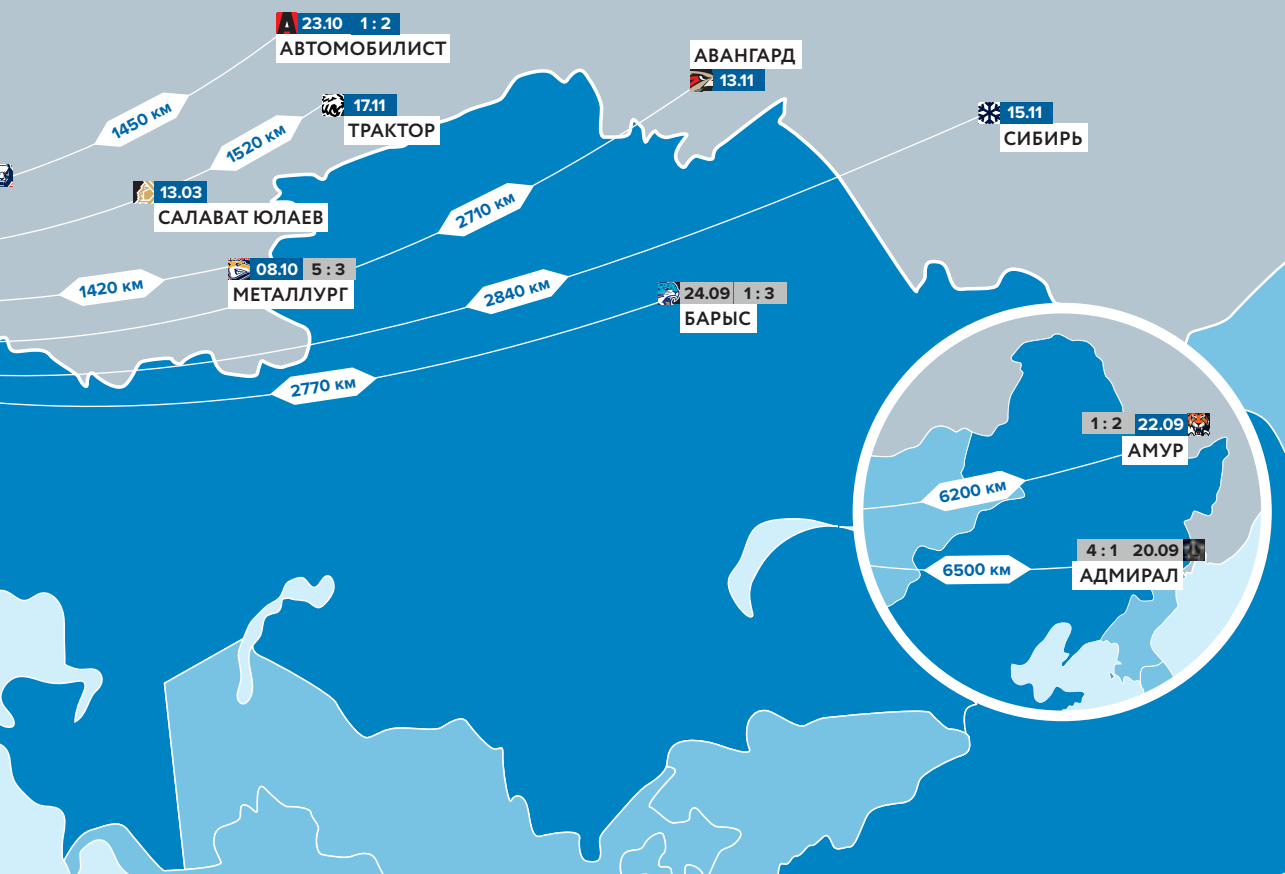 23.10 1 : 2
АВТОМОБИЛИСТ
АВАНГАРД
13.11
1450 км
17.11
ТРАКТОР
15.11
СИБИРЬ
1520 км
13.03
САЛАВАТ ЮЛАЕВ
2710 км
08.10 5 : 3
МЕТАЛЛУРГ
1420 км
2840 км
24.09 1 : 3
БАРЫС
2770 км
1 : 2 22.09
АМУР
6200 км
4 : 1 20.09
АДМИРАЛ
6500 км